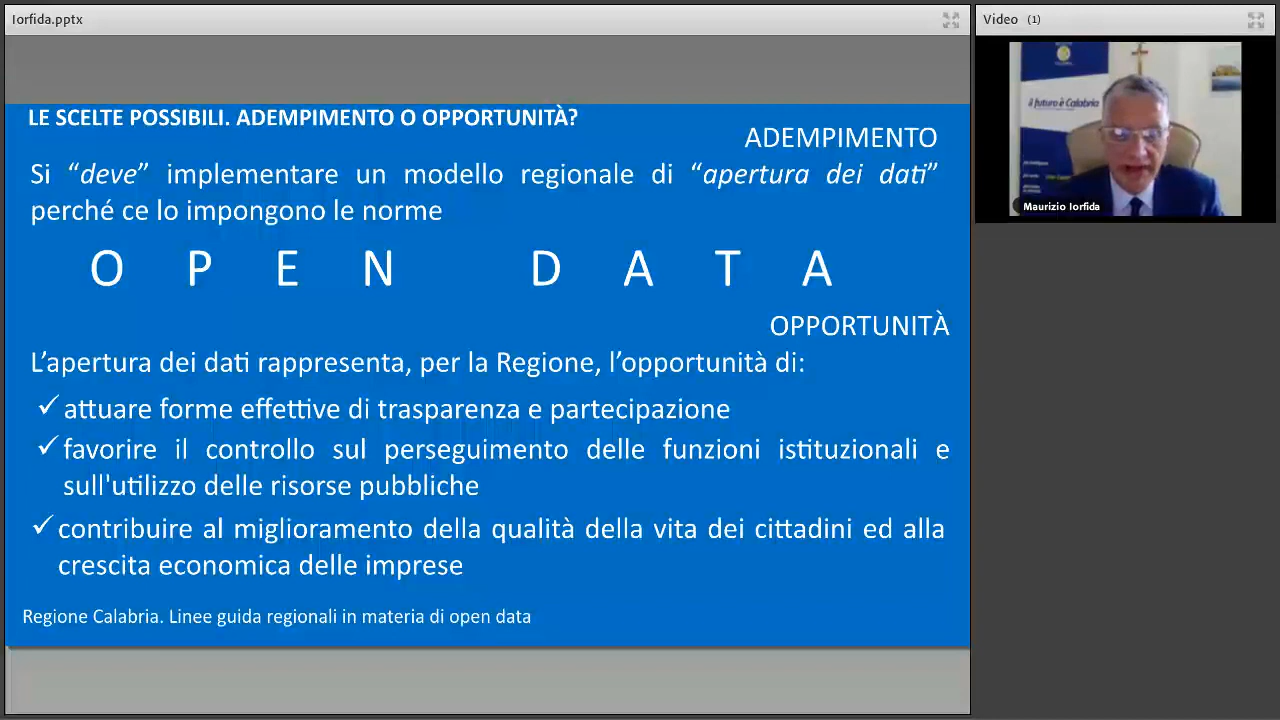 Iorfida.pptx
LE SCELTE POSSIBILI. ADEMPIMENTO O OPPORTUNITÀ?
ADEMPIMENTO
Si “deve” implementare un modello regionale di “apertura dei dati”
perché ce lo impongono le norme
O P E N D A T A
OPPORTUNITÀ
L’apertura dei dati rappresenta, per la Regione, l’opportunità di:
✓ attuare forme effettive di trasparenza e partecipazione
✓ favorire il controllo sul perseguimento delle funzioni istituzionali e
sull'utilizzo delle risorse pubbliche
✓ contribuire al miglioramento della qualità della vita dei cittadini ed alla
crescita economica delle imprese
Regione Calabria. Linee guida regionali in materia di open data
Video (1)
il futuro è Calabria
Maurizio Iorfida